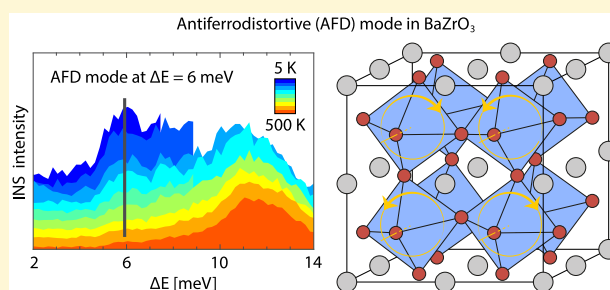 Antiferrodistortive (AFD) mode in BaZrO₃
AFD mode at ΔE = 6 meV
5 K
500 K
INS intensity
2 6 10 14
ΔE [meV]